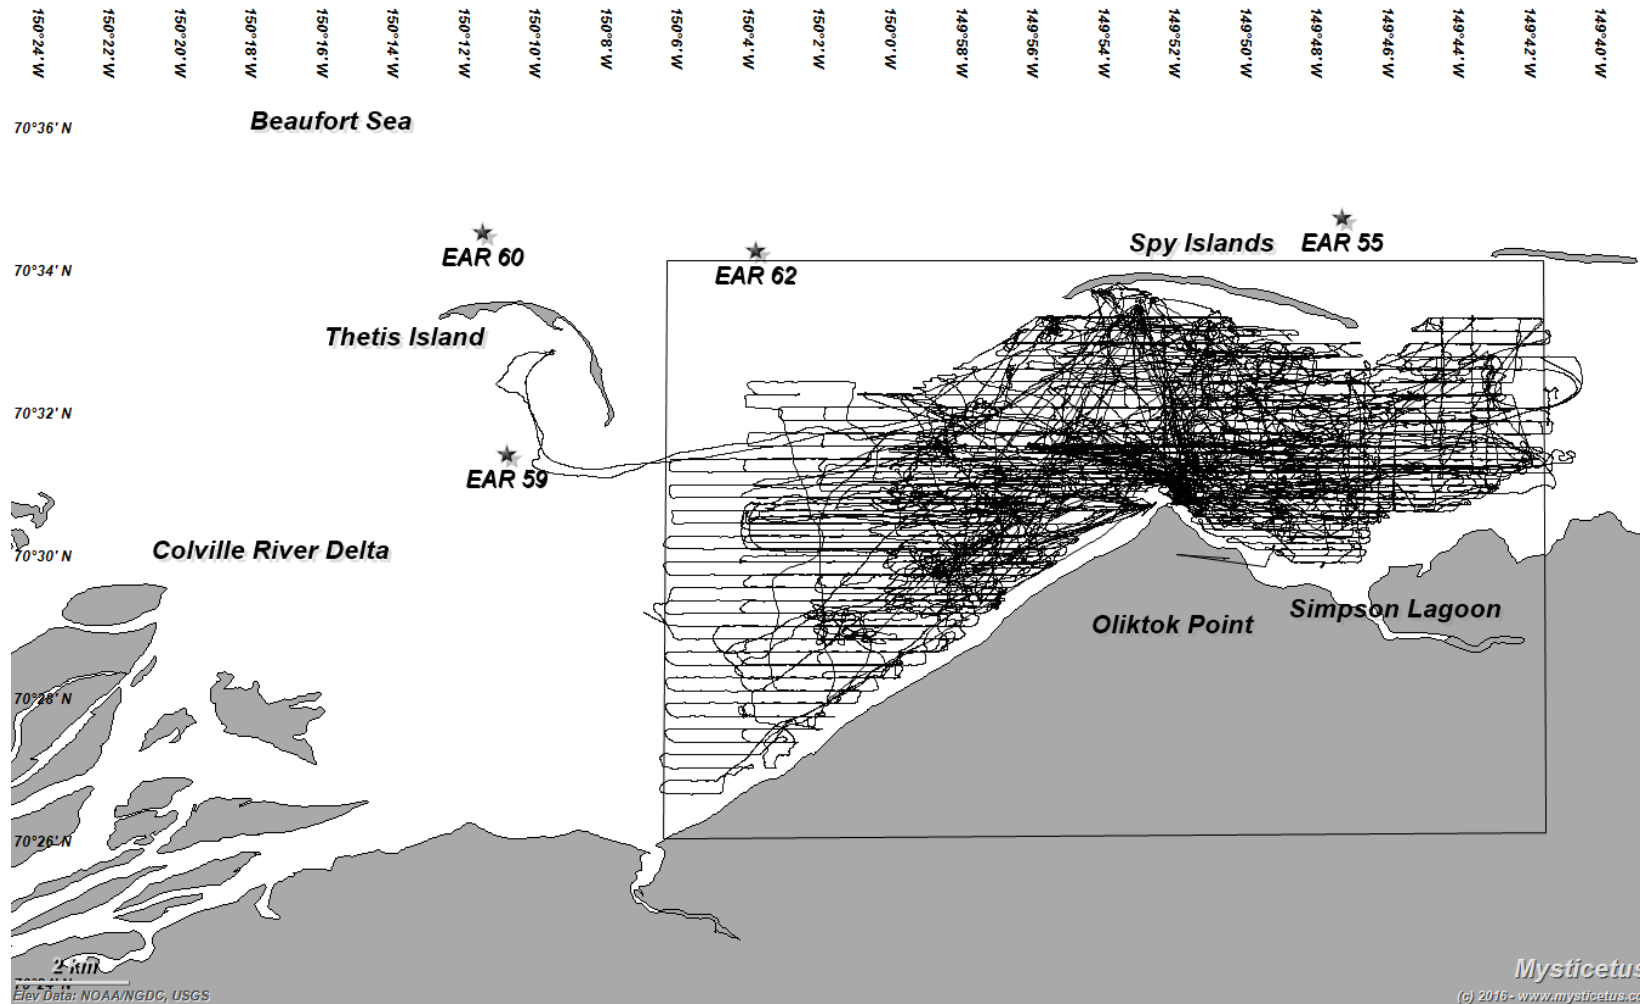 150°24' W
150°22' W
150°20' W
150°18' W
150°16' W
150°14' W
150°12' W
150°10' W
150°8' W
150°6' W
150°4' W
150°2' W
150°0' W
149°58' W
149°56' W
149°54' W
149°52' W
149°50' W
149°48' W
149°46' W
149°44' W
149°42' W
149°40' W
Beaufort Sea
70°36' N
Spy Islands
EAR 55
EAR 60
70°34' N
EAR 62
Thetis Island
70°32' N
EAR 59
Colville River Delta
70°30' N
Simpson Lagoon
Oliktok Point
70°28' N
70°26' N
2 km
70°24' N
Mysticetus
Elev Data: NOAA/NGDC, USGS
(c) 2016 - www.mysticetus.co